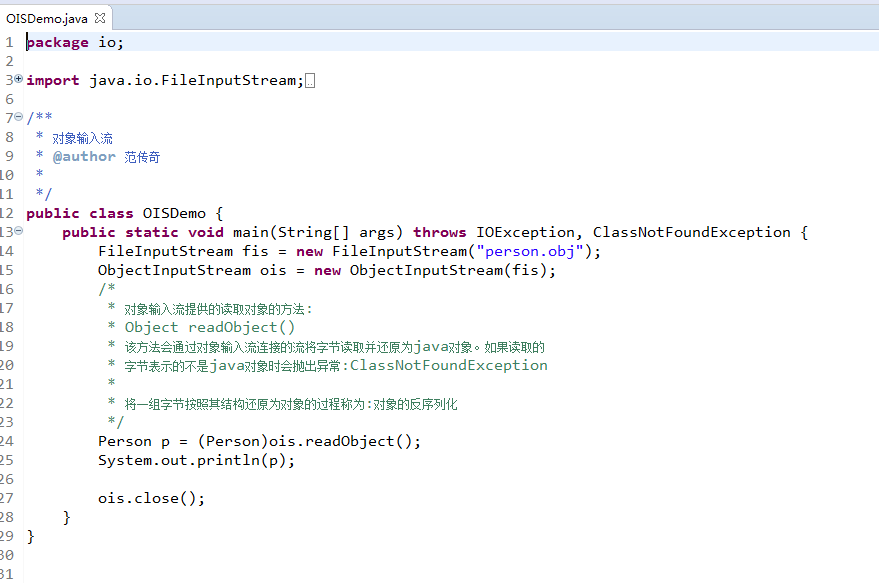 OISDemo.java
1 package io;
2
3 import java.io.FileInputStream;
6
7 /**
8 * 对象输入流
9 * @author 范传奇
10 *
11 */
12 public class OISDemo {
13 public static void main(String[] args) throws IOException, ClassNotFoundException {
14 FileInputStream fis = new FileInputStream("person.obj");
15 ObjectInputStream ois = new ObjectInputStream(fis);
16 /*
17 * 对象输入流提供的读取对象的方法:
18 * Object readObject()
19 * 该方法会通过对象输入流连接的流将字节读取并还原为java对象。如果读取的
20 * 字节表示的不是java对象时会抛出异常:ClassNotFoundException
21 *
22 * 将一组字节按照其结构还原为对象的过程称为:对象的反序列化
23 */
24 Person p = (Person)ois.readObject();
25 System.out.println(p);
26
27 ois.close();
28 }
29 }
30
31